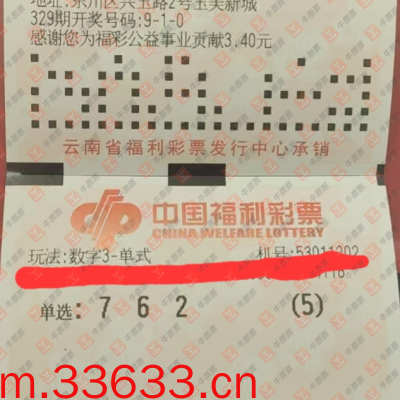 地址:东川区兴玉路2号玉美新城
329期开奖号码:9-1-0
感谢您为福彩公益事业贡献3.40元
云南省福利彩票发行中心承销
中国福利彩票
CHINA WELFARE LOTTERY
玩法:数字3-单式 机号:53011202
单选: 7 6 2 (5)
m.33633.cn